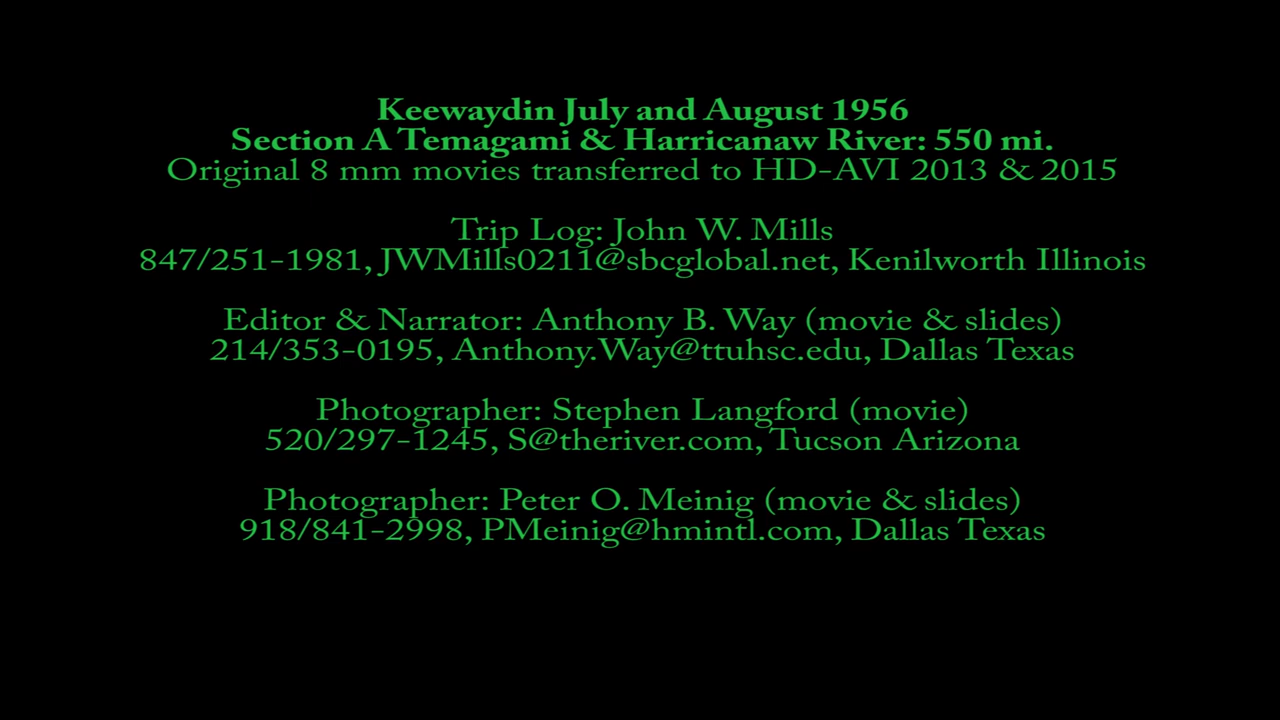 Keewaydin July and August 1956
Section A Temagami & Harricanaw River: 550 mi.
Original 8 mm movies transferred to HD-AVI 2013 & 2015
Trip Log: John W. Mills
847/251-1981, JWMills0211@sbcglobal.net, Kenilworth Illinois
Editor & Narrator: Anthony B. Way (movie & slides)
214/353-0195, Anthony.Way@ttuhsc.edu, Dallas Texas
Photographer: Stephen Langford (movie)
520/297-1245, S@theriver.com, Tucson Arizona
Photographer: Peter O. Meinig (movie & slides)
918/841-2998, PMeinig@hmintl.com, Dallas Texas